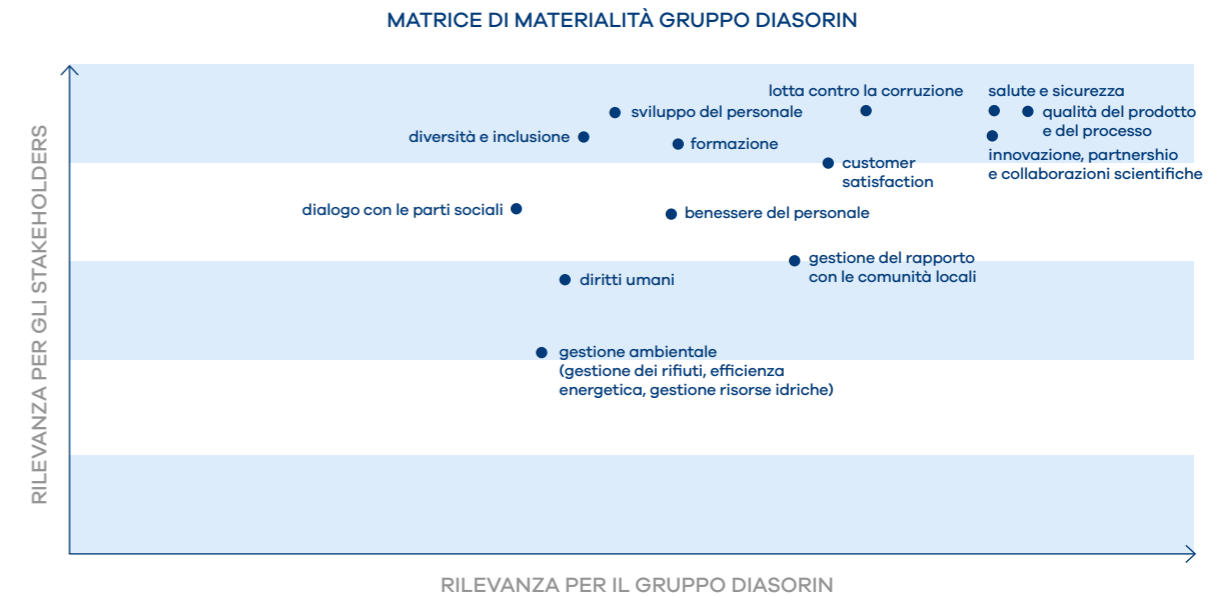 MATRICE DI MATERIALITÀ GRUPPO DIASORIN
RILEVANZA PER GLI STAKEHOLDERS
lotta contro la corruzione
salute e sicurezza
sviluppo del personale
qualità del prodotto
e del processo
diversità e inclusione
formazione
innovazione, partnershio
e collaborazioni scientifiche
customer
satisfaction
dialogo con le parti sociali
benessere del personale
gestione del rapporto
con le comunità locali
diritti umani
gestione ambientale
(gestione dei rifiuti, efficienza
energetica, gestione risorse idriche)
RILEVANZA PER IL GRUPPO DIASORIN